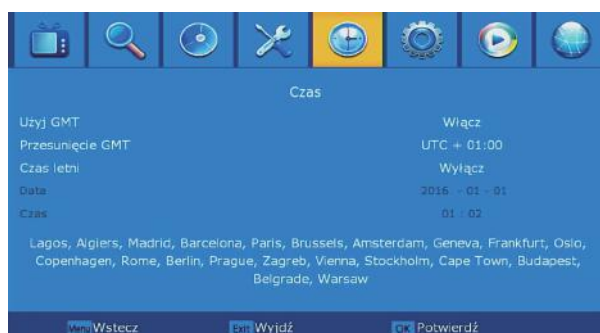 Czas
Użyj GMT Włącz
Przesunięcie GMT UTC + 01:00
Czas letni Wyłącz
Data 2016 - 01 - 01
Czas 01 : 02
Lagos, Algiers, Madrid, Barcelona, Paris, Brussels, Amsterdam, Geneva, Frankfurt, Oslo,
Copenhagen, Rome, Berlin, Prague, Zagreb, Vienna, Stockholm, Cape Town, Budapest,
Belgrade, Warsaw
Menu Wstecz Exit Wyjdź OK Potwierdź